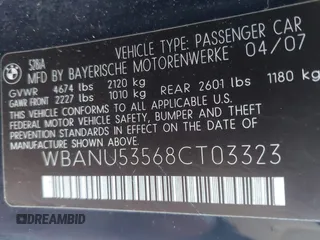 VEHICLE TYPE: PASSENGER CAR
528iA
MFD BY BAYERISCHE MOTORENWERKE 04/07
GVWR 4674 lbs 2120 kg
FRONT 2227 lbs 1010 kg REAR 2601 lbs 1180 kg
THIS VEHICLE CONFORMS TO ALL APPLICABLE
FEDERAL MOTOR VEHICLE SAFETY,
BUMPER AND THEFT PREVENTION
STANDARDS IN EFFECT ON THE DATE OF
MANUFACTURE SHOWN ABOVE.
WBANU53568CT03323
DREAMBID